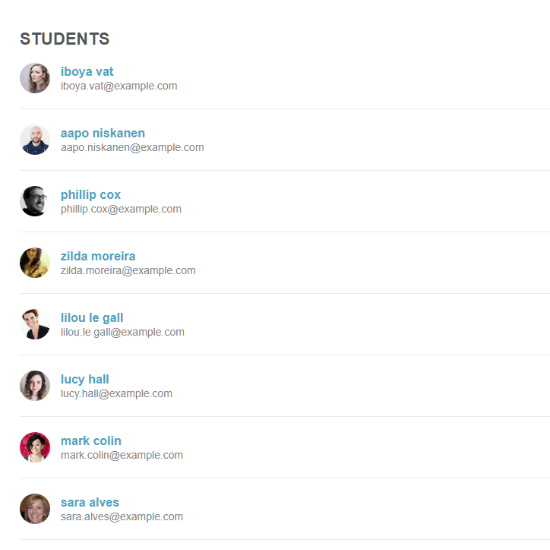 STUDENTS
iboya vat
iboya.vat@example.com
aapo niskanen
aapo.niskanen@example.com
phillip cox
phillip.cox@example.com
zilda moreira
zilda.moreira@example.com
lilou le gall
lilou.le gall@example.com
lucy hall
lucy.hall@example.com
mark colin
mark.colin@example.com
sara alves
sara.alves@example.com